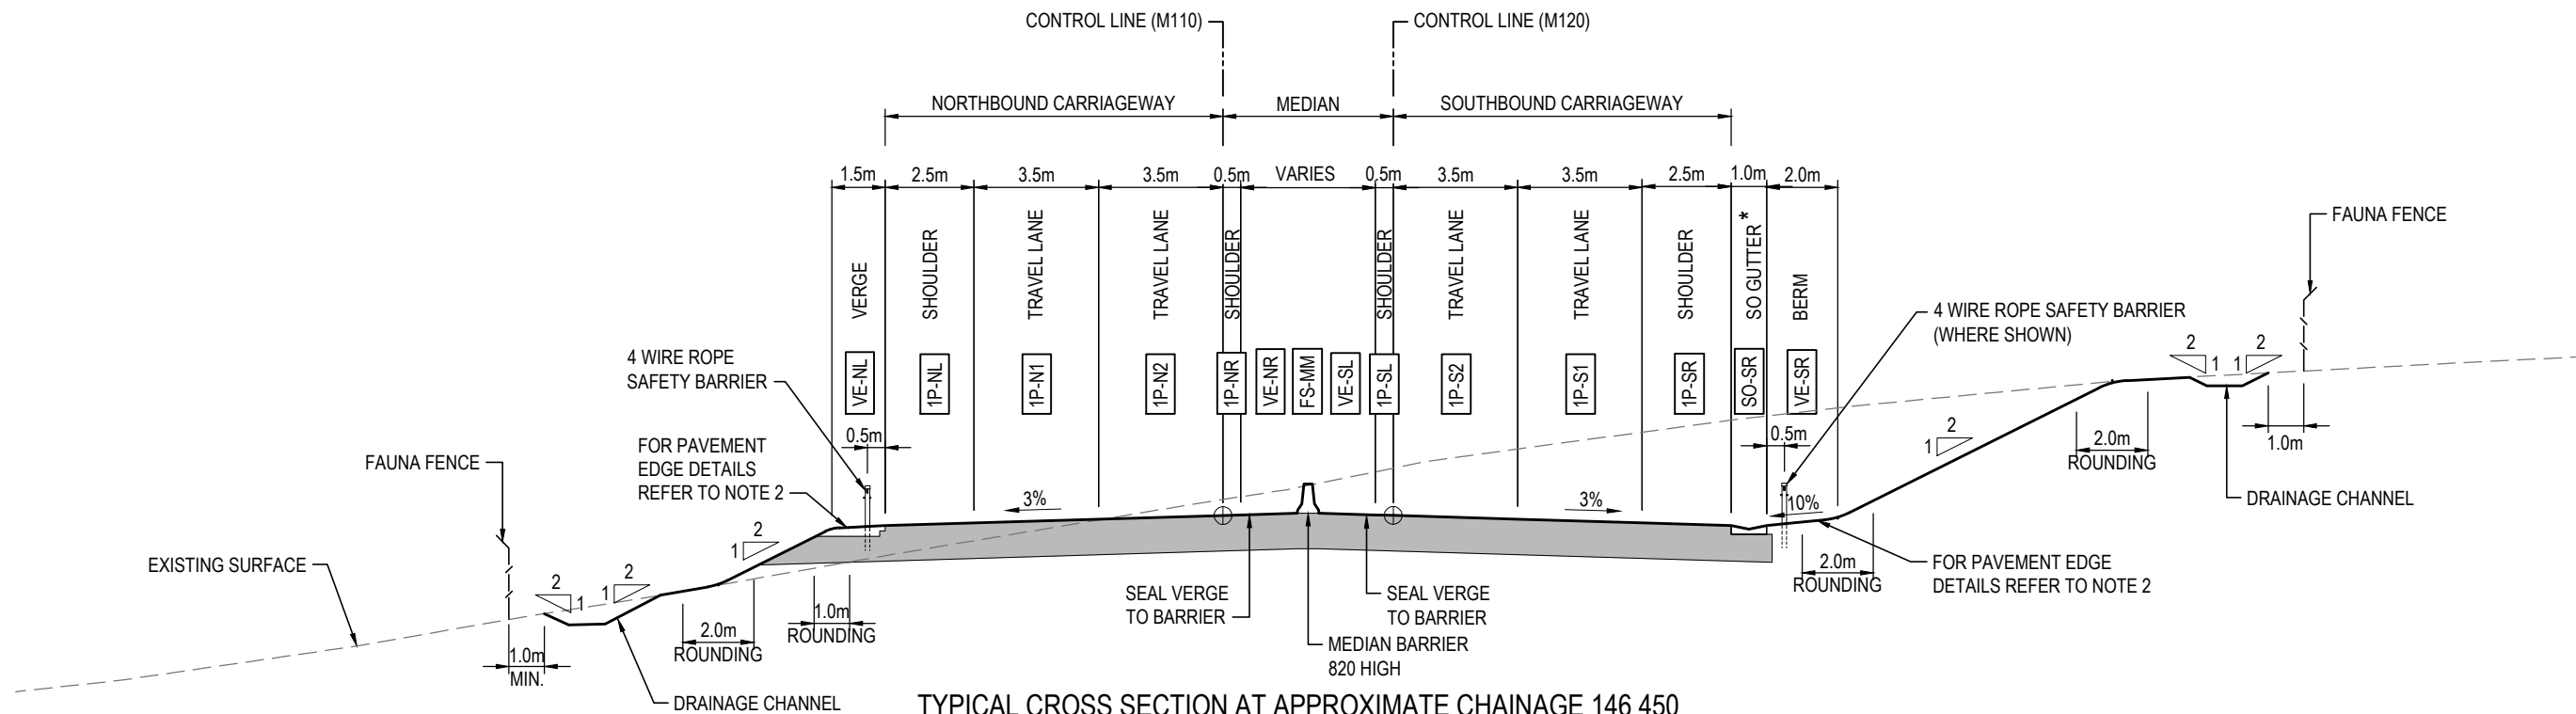 CONTROL LINE (M110)
CONTROL LINE (M120)
NORTHBOUND CARRIAGEWAY
MEDIAN
SOUTHBOUND CARRIAGEWAY
1.5m
2.5m
3.5m
3.5m
0.5m
VARIES
0.5m
3.5m
3.5m
2.5m
1.0m
2.0m
VERGE
SHOULDER
TRAVEL LANE
TRAVEL LANE
SHOULDER
SHOULDER
TRAVEL LANE
TRAVEL LANE
SHOULDER
SO GUTTER *
BERM
VE-NL
1P-NL
1P-N1
1P-N2
1P-NR
VE-NR
FS-MM
VE-SL
1P-SL
1P-S2
1P-S1
1P-SR
SO-SR
VE-SR
FAUNA FENCE
4 WIRE ROPE SAFETY BARRIER
(WHERE SHOWN)
4 WIRE ROPE
SAFETY BARRIER
2
1
1
2
0.5m
0.5m
FOR PAVEMENT
EDGE DETAILS
REFER TO NOTE 2
FAUNA FENCE
1
2
2.0m
ROUNDING
1.0m
DRAINAGE CHANNEL
3%
3%
10%
1
2
EXISTING SURFACE
2
1
1
2
2.0m
ROUNDING
FOR PAVEMENT EDGE
DETAILS REFER TO NOTE 2
SEAL VERGE
TO BARRIER
SEAL VERGE
TO BARRIER
1.0m
ROUNDING
2.0m
ROUNDING
1.0m
MIN.
MEDIAN BARRIER
820 HIGH
DRAINAGE CHANNEL
TYPICAL CROSS SECTION AT APPROXIMATE CHAINAGE 146 450